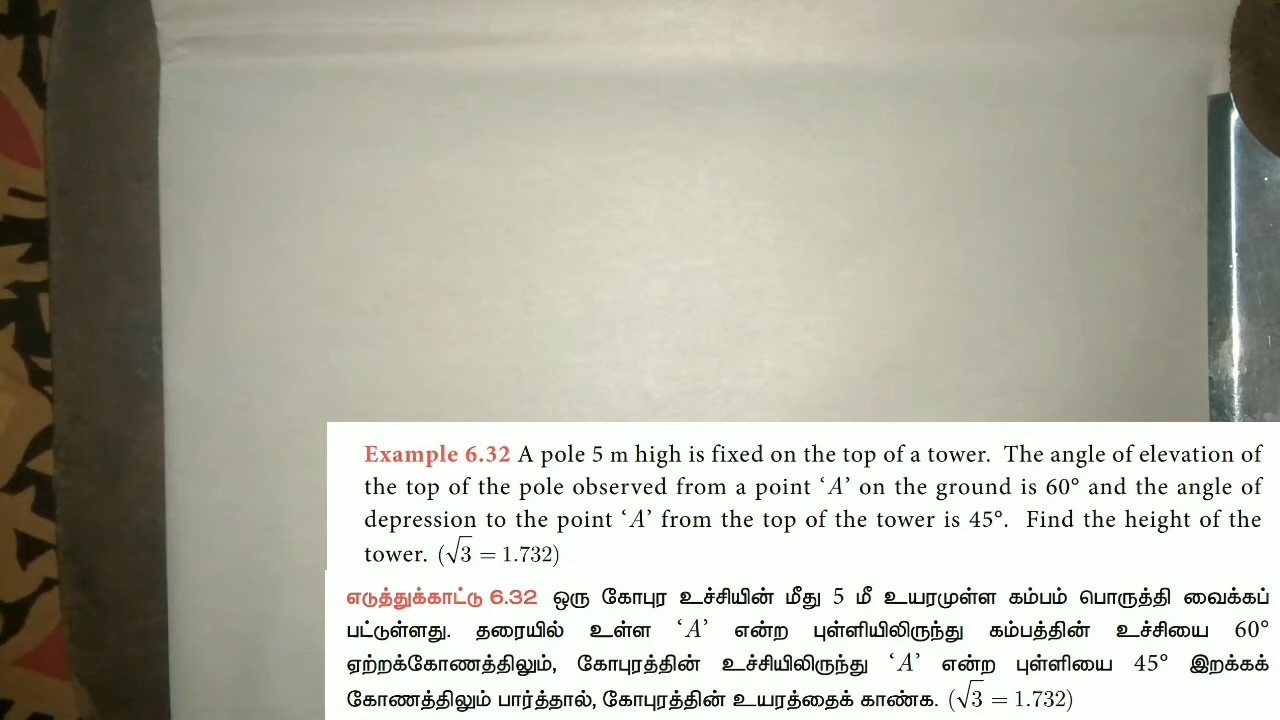 Example 6.32 A pole 5 m high is fixed on the top of a tower. The angle of elevation of
the top of the pole observed from a point ‘A’ on the ground is 60° and the angle of
depression to the point ‘A’ from the top of the tower is 45°. Find the height of the
tower. (√3 = 1.732)
எடுத்துக்காட்டு 6.32 ஒரு கோபுர உச்சியின் மீது 5 மீ உயரமுள்ள கம்பம் பொருத்தி வைக்கப்
பட்டுள்ளது. தரையில் உள்ள ‘A’ என்ற புள்ளியிலிருந்து கம்பத்தின் உச்சியை 60°
ஏற்றக்கோணத்திலும், கோபுரத்தின் உச்சியிலிருந்து ‘A’ என்ற புள்ளியை 45° இறக்கக்
கோணத்திலும் பார்த்தால், கோபுரத்தின் உயரத்தைக் காண்க. (√3 = 1.732)